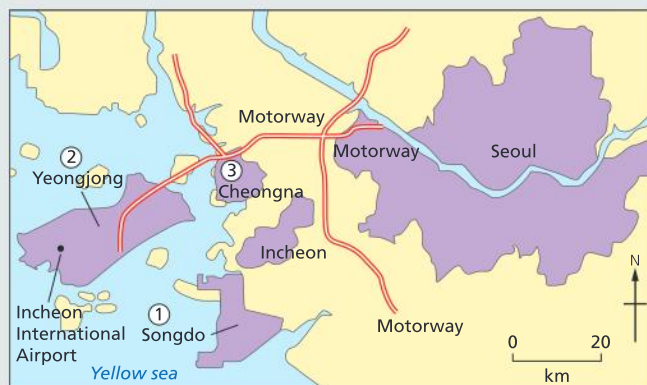 Motorway
Motorway
Seoul
2
Yeongjong
3
Cheongna
Incheon
N
Incheon
International
Airport
1
Songdo
Motorway
0 20
km
Yellow sea